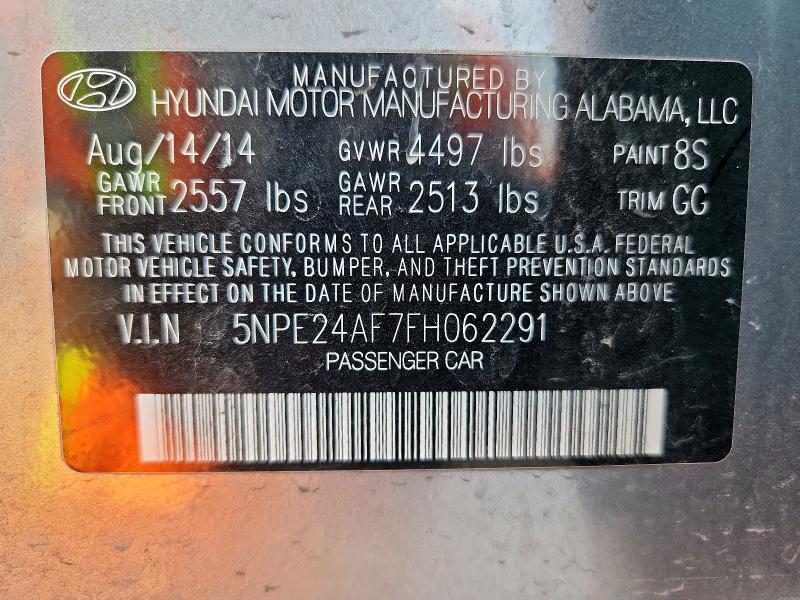 MANUFACTURED BY
HYUNDAI MOTOR MANUFACTURING ALABAMA, LLC
Aug/14/14 GVWR 4497 lbs PAINT 8S
GAWR FRONT 2557 lbs GAWR REAR 2513 lbs TRIM GG
THIS VEHICLE CONFORMS TO ALL APPLICABLE U.S.A. FEDERAL
MOTOR VEHICLE SAFETY, BUMPER, AND THEFT PREVENTION STANDARDS
IN EFFECT ON THE DATE OF MANUFACTURE SHOWN ABOVE.
V.I.N 5NPE24AF7FH062291
PASSENGER CAR